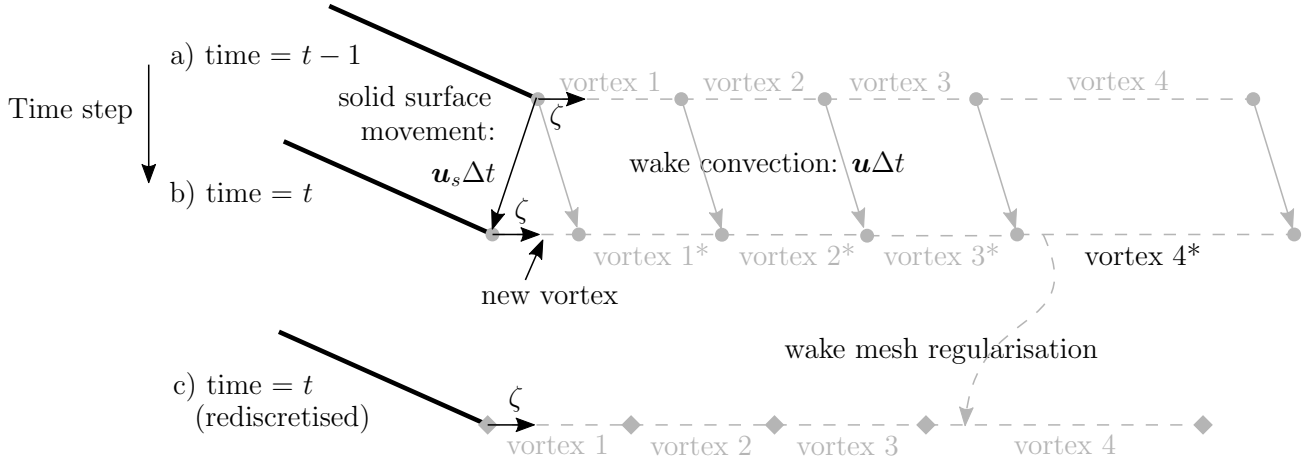 a) time = t − 1
vortex 1
vortex 2
vortex 3
vortex 4
ζ
Time step
solid surface
movement:
𝒖ₛΔt
wake convection: 𝒖Δt
b) time = t
ζ
vortex 1*
vortex 2*
vortex 3*
vortex 4*
new vortex
wake mesh regularisation
c) time = t
(rediscretised)
ζ
vortex 1
vortex 2
vortex 3
vortex 4